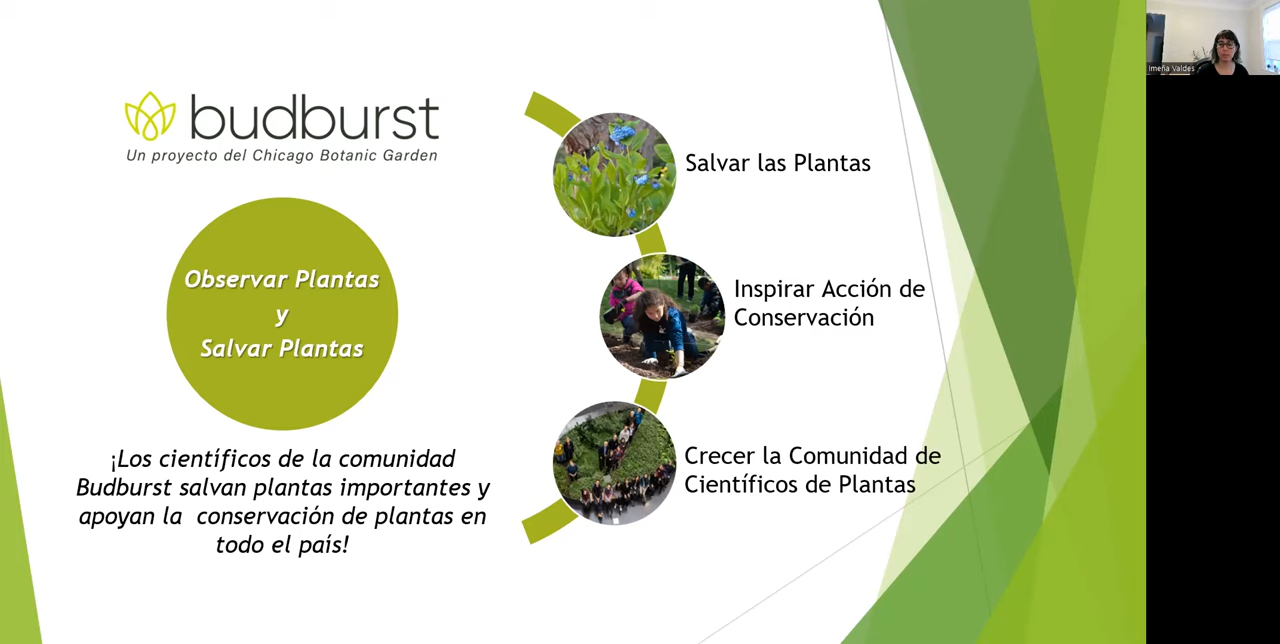 budburst
Un proyecto del Chicago Botanic Garden
Observar Plantas
y
Salvar Plantas
¡Los científicos de la comunidad
Budburst salvan plantas importantes y
apoyan la conservación de plantas en
todo el país!
Salvar las Plantas
Inspirar Acción de
Conservación
Crecer la Comunidad de
Científicos de Plantas
Imeña Valdes